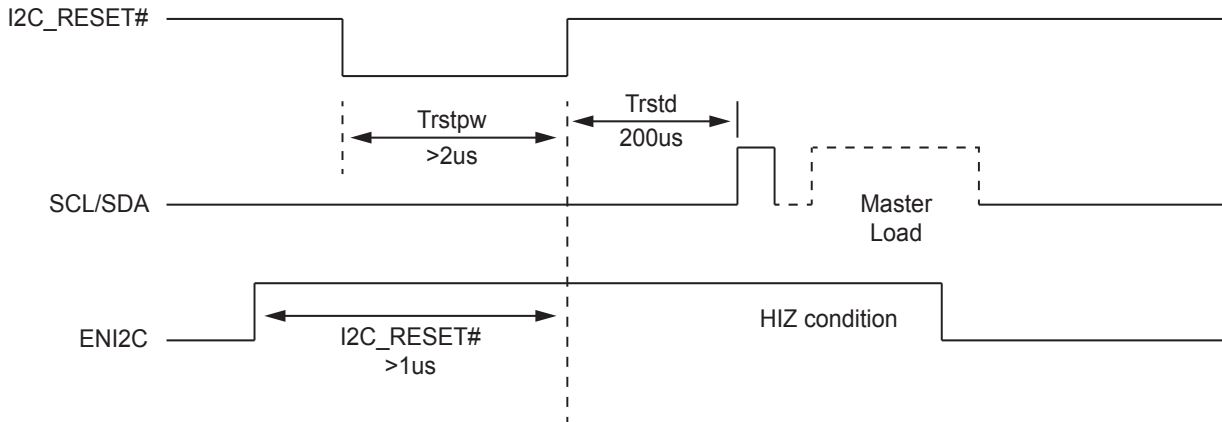 I2C_RESET#
Trstpw
>2us
Trstd
200us
SCL/SDA
Master
Load
ENI2C
I2C_RESET#
>1us
HIZ condition